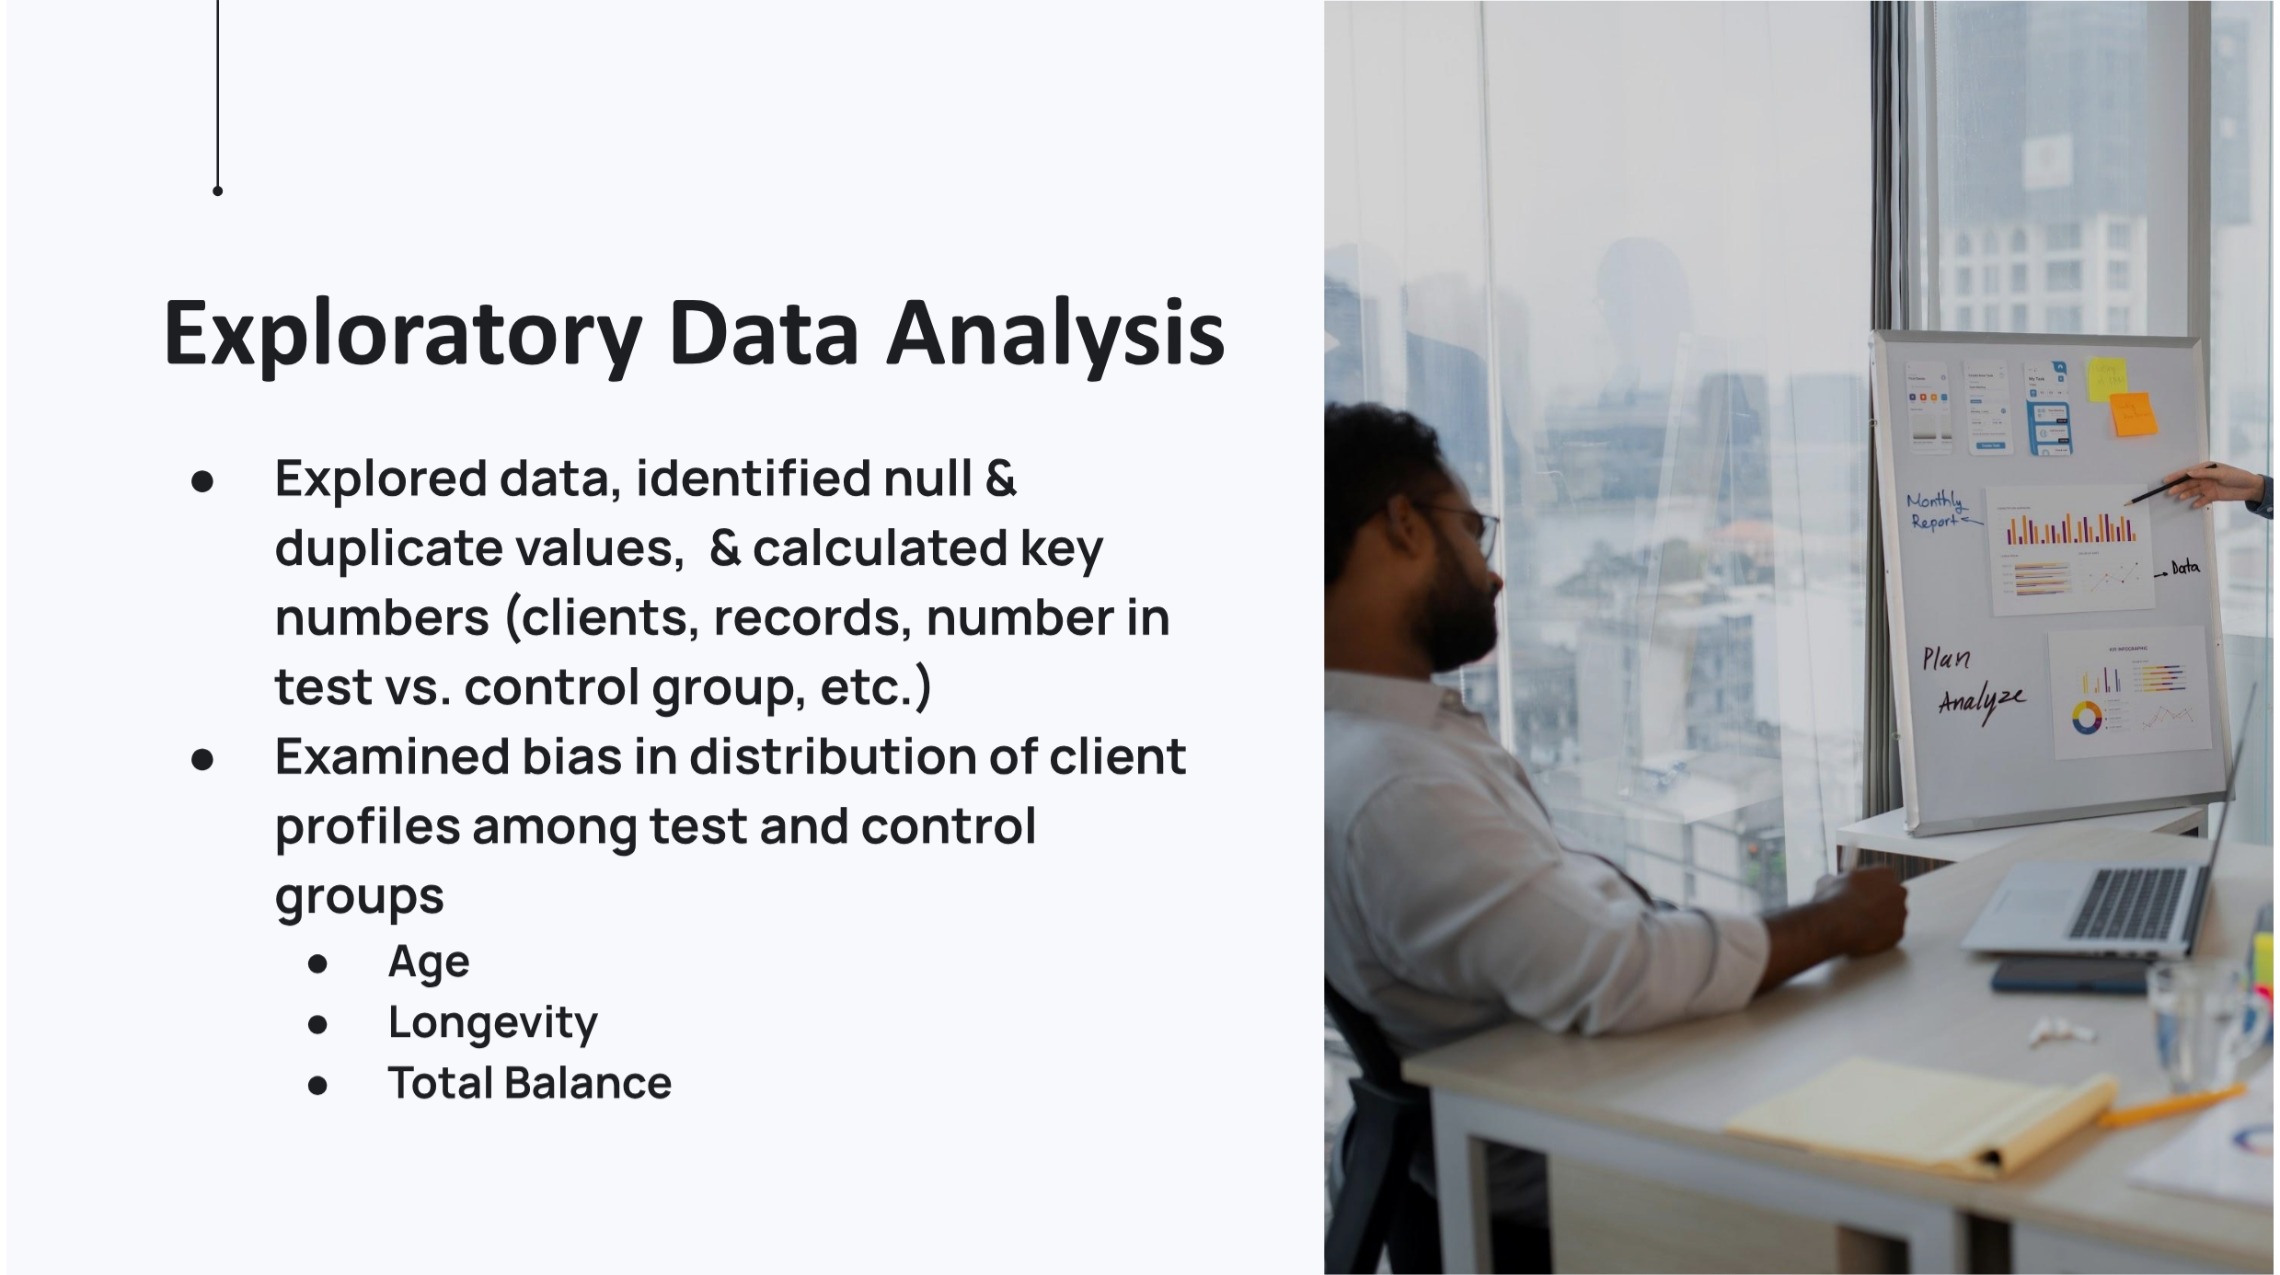 Exploratory Data Analysis
● Explored data, identified null &
duplicate values,  & calculated key
numbers (clients, records, number in
test vs. control group, etc.)
● Examined bias in distribution of client
profiles among test and control
groups
● Age
● Longevity
● Total Balance
Monthly
Report
Data
Plan
Analyze